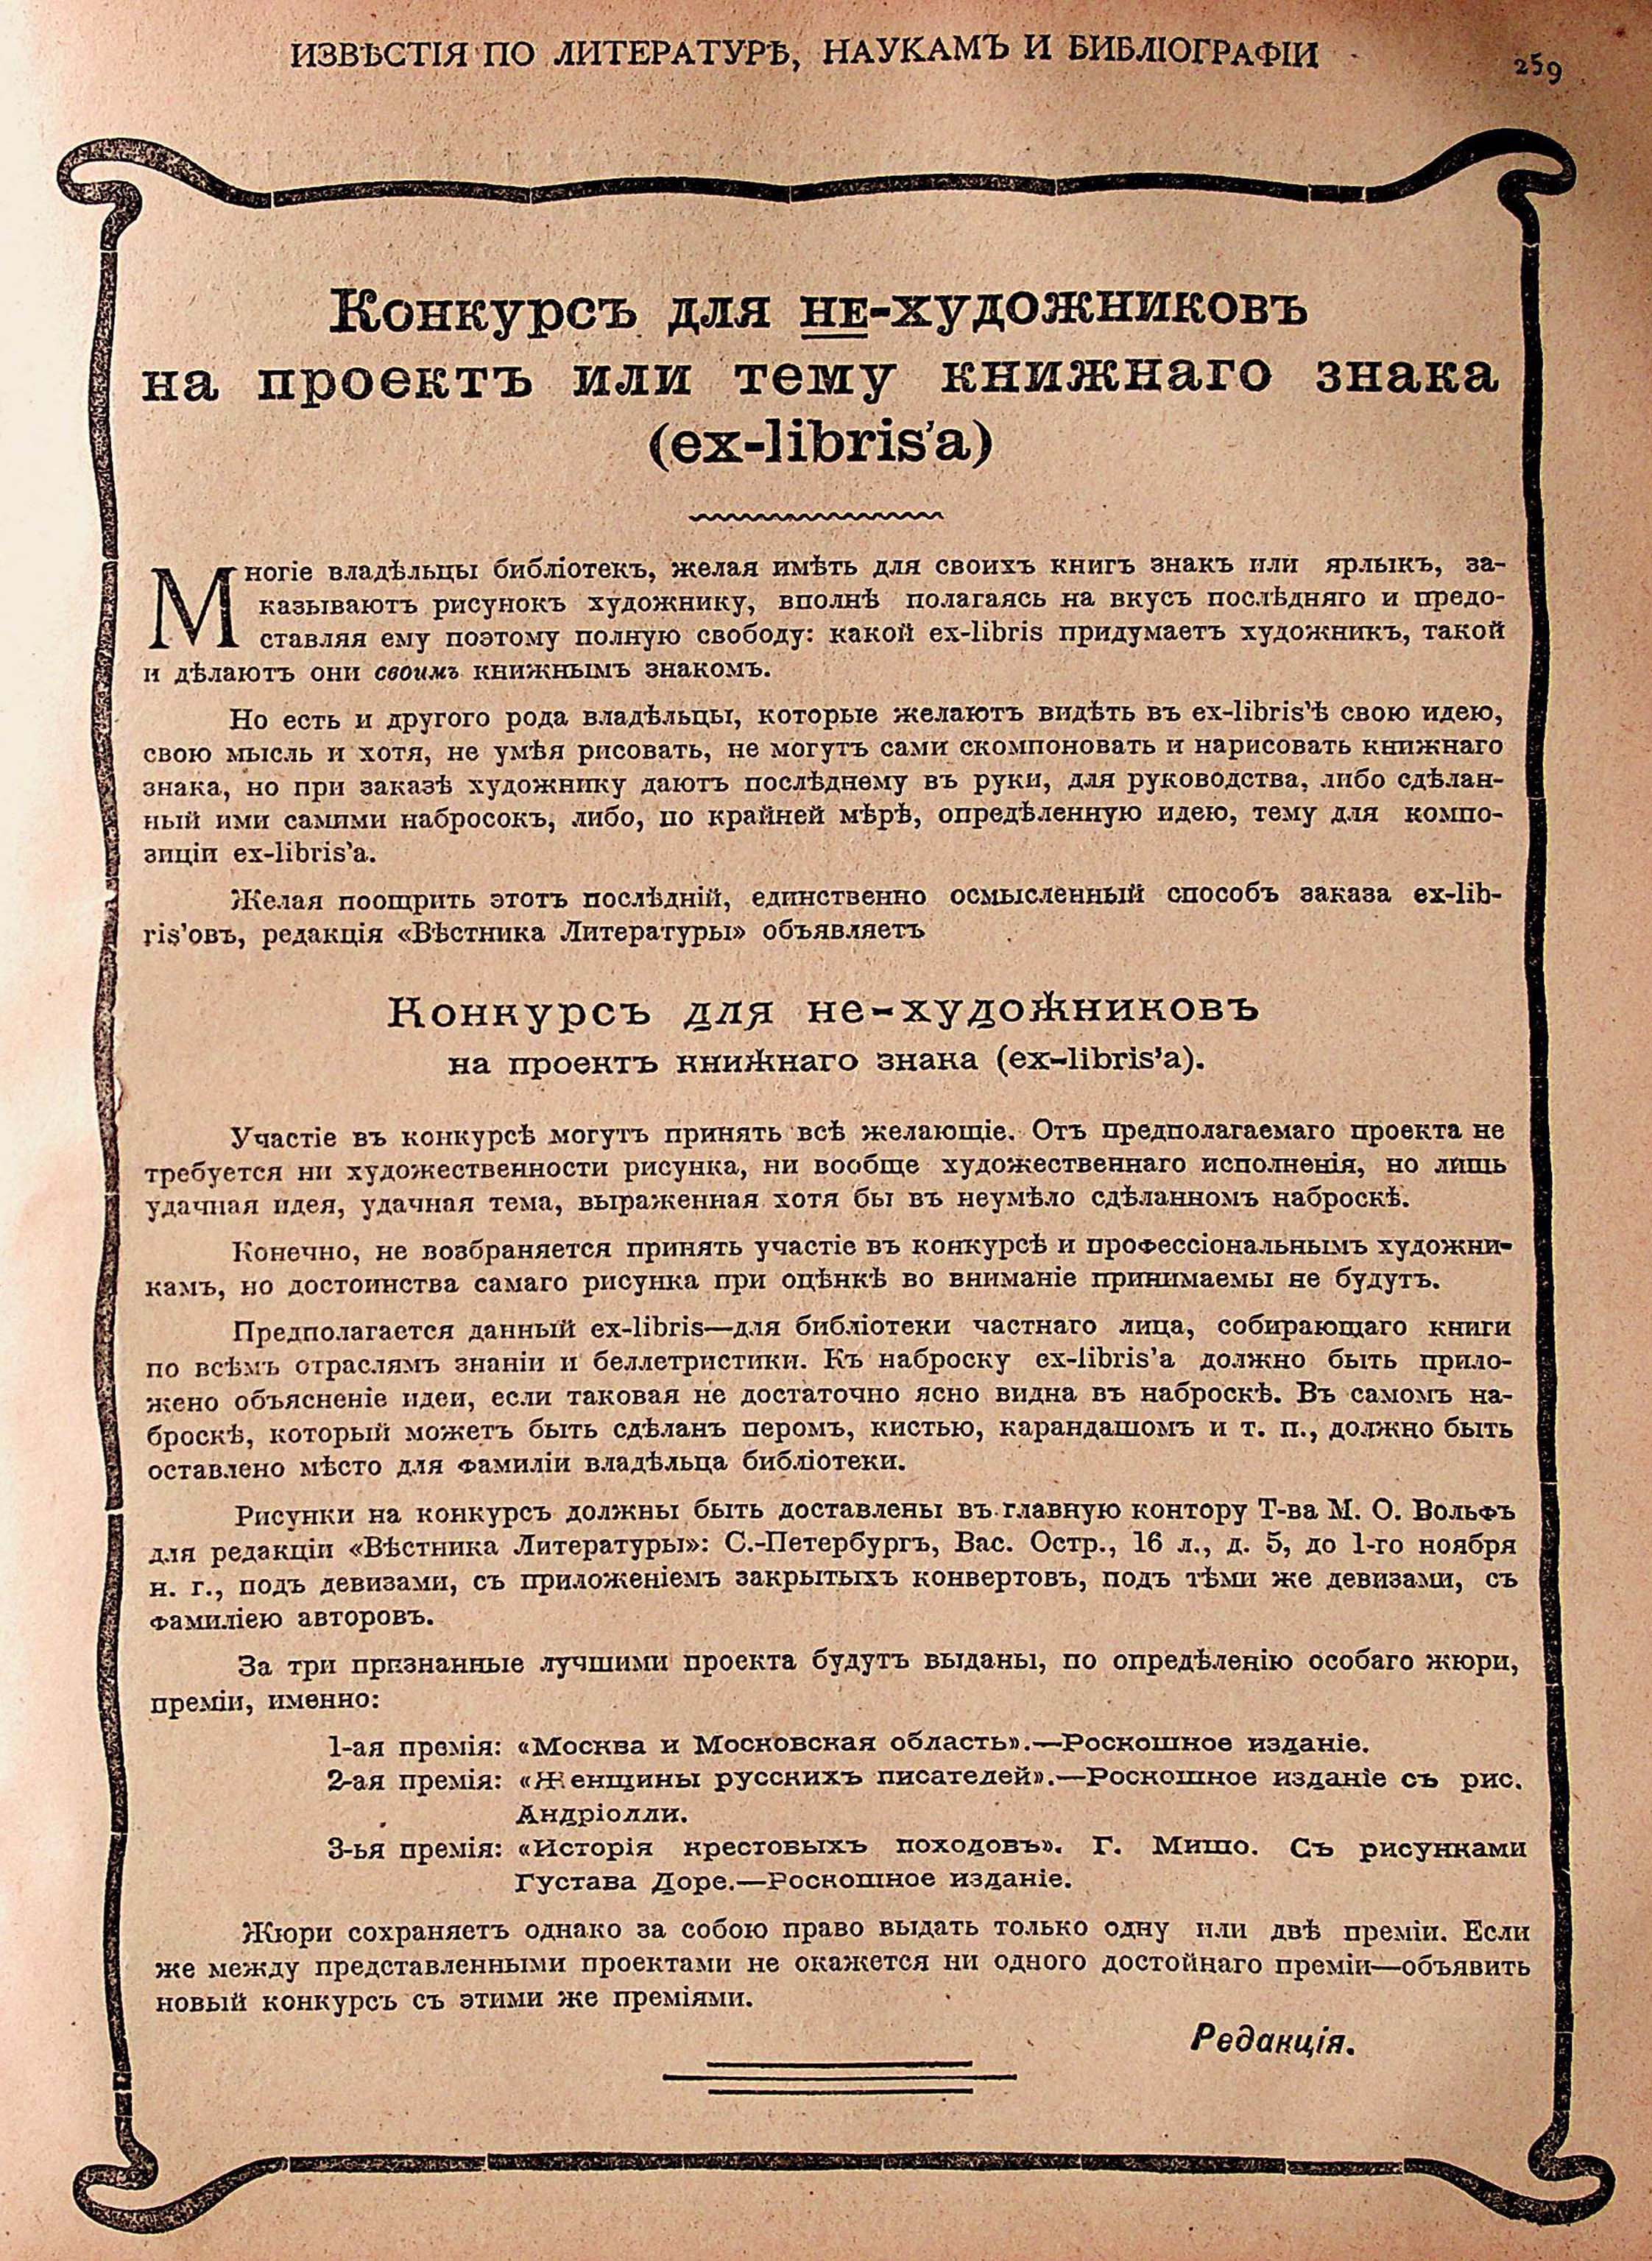 ИЗВѢСТІЯ ПО ЛИТЕРАТУРѢ, НАУКАМЪ И БИБЛІОГРАФІИ 259
Конкурсъ для не-художниковъ
на проектъ или тему книжнаго знака
(ex-libris’а)
Многіе владѣльцы библіотекъ, желая имѣть для своихъ книгъ знакъ или ярлыкъ, за-
казываютъ рисунокъ художнику, вполнѣ полагаясь на вкусъ послѣдняго и предо-
ставляя ему поэтому полную свободу: какой ex-libris придумаетъ художникъ, такой
и дѣлаютъ они своимъ книжнымъ знакомъ.
Но есть и другого рода владѣльцы, которые желаютъ видѣть въ ex-libris’ѣ свою идею,
свою мысль и хотя, не умѣя рисовать, не могутъ сами скомпоновать и нарисовать книжнаго
знака, но при заказѣ художнику даютъ послѣднему въ руки, для руководства, либо сдѣлан-
ный ими самими набросокъ, либо, по крайней мѣрѣ, опредѣленную идею, тему для компо-
зиціи ex-libris’а.
Желая поощрить этотъ послѣдній, единственно осмысленный способъ заказа ex-lib-
ris’овъ, редакція «Вѣстника Литературы» объявляетъ
Конкурсъ для не-художниковъ
на проектъ книжнаго знака (ex-libris’а).
Участіе въ конкурсѣ могутъ принять всѣ желающіе. Отъ предполагаемаго проекта не
требуется ни художественности рисунка, ни вообще художественнаго исполненія, но лишь
удачная идея, удачная тема, выраженная хотя бы въ неумѣло сдѣланномъ наброскѣ.
Конечно, не возбраняется принять участіе въ конкурсѣ и профессіональнымъ художни-
камъ, но достоинства самаго рисунка при оцѣнкѣ во вниманіе принимаемы не будутъ.
Предполагается данный ex-libris—для библіотеки частнаго лица, собирающаго книги
по всѣмъ отраслямъ знаніи и беллетристики. Къ наброску ex-libris’а должно быть прило-
жено объясненіе идеи, если таковая не достаточно ясно видна въ наброскѣ. Въ самомъ на-
броскѣ, который можетъ быть сдѣланъ перомъ, кистью, карандашомъ и т. п., должно быть
оставлено мѣсто для фамиліи владѣльца библіотеки.
Рисунки на конкурсъ должны быть доставлены въ главную контору Т-ва М. О. Вольфъ
для редакціи «Вѣстника Литературы»: С.-Петербургъ, Вас. Остр., 16 л., д. 5, до 1-го ноября
н. г., подъ девизами, съ приложеніемъ закрытыхъ конвертовъ, подъ тѣми же девизами, съ
фамиліею авторовъ.
За три признанные лучшими проекта будутъ выданы, по опредѣленію особаго жюри,
преміи, именно:
1-ая премія: «Москва и Московская область».—Роскошное изданіе.
2-ая премія: «Женщины русскихъ писателей».—Роскошное изданіе съ рис.
Андріолли.
3-ья премія: «Исторія крестовыхъ походовъ». Г. Мишо. Съ рисунками
Густава Доре.—Роскошное изданіе.
Жюри сохраняетъ однако за собою право выдать только одну или двѣ преміи. Если
же между представленными проектами не окажется ни одного достойнаго преміи—объявить
новый конкурсъ съ этими же преміями.
Редакція.